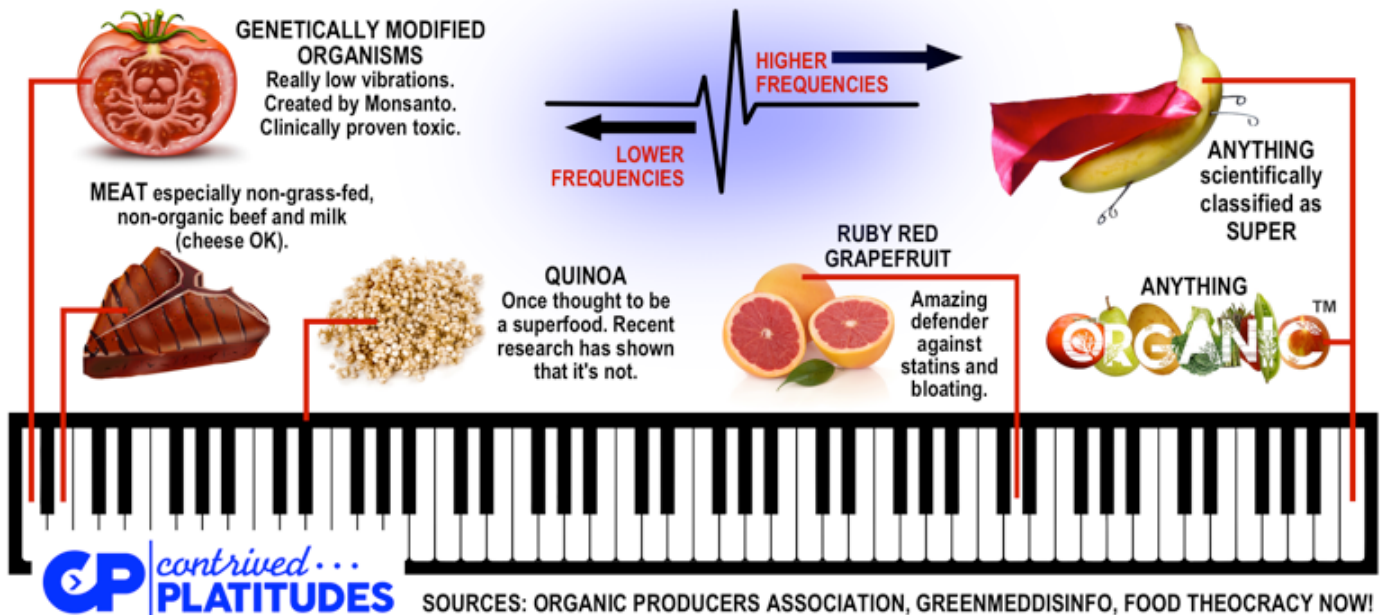 GENETICALLY MODIFIED
ORGANISMS
Really low vibrations.
Created by Monsanto.
Clinically proven toxic.
HIGHER
FREQUENCIES
LOWER
FREQUENCIES
ANYTHING
scientifically
classified as
SUPER
MEAT especially non-grass-fed,
non-organic beef and milk
(cheese OK).
QUINOA
Once thought to be
a superfood. Recent
research has shown
that it's not.
RUBY RED
GRAPEFRUIT
Amazing
defender
against
statins and
bloating.
ANYTHING
ORGANIC™
CP contrived...
PLATITUDES
SOURCES: ORGANIC PRODUCERS ASSOCIATION, GREENMEDDISINFO, FOOD THEOCRACY NOW!